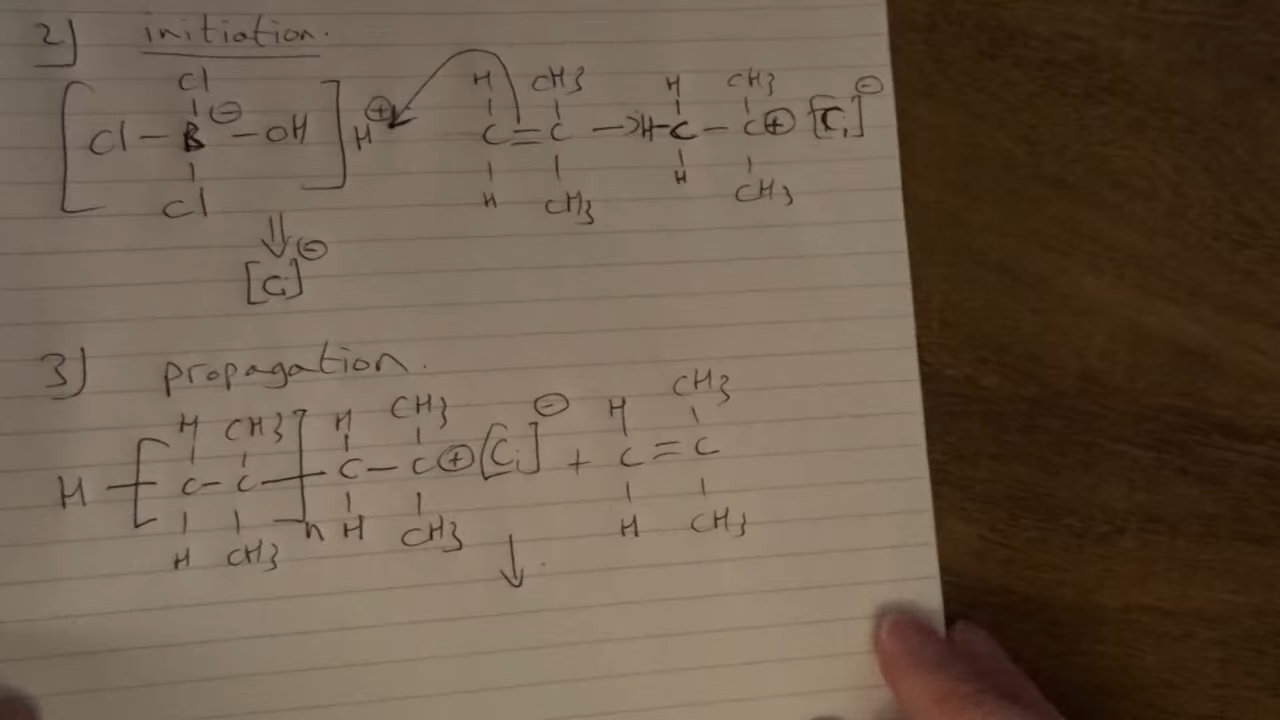 2) initiation.
Cl H CH3 H CH3 ⊖
[ Cl – B⊖ – OH ] H⊕ C = C → H – C – C⊕ [Ci]
Cl H CH3 H CH3
⇓
[Ci]⊖
3) propagation.
H CH3 H CH3 ⊖ H CH3
H – [ C – C – ]n C – C⊕ [Ci] + C = C
H CH3 H CH3 H CH3
↓